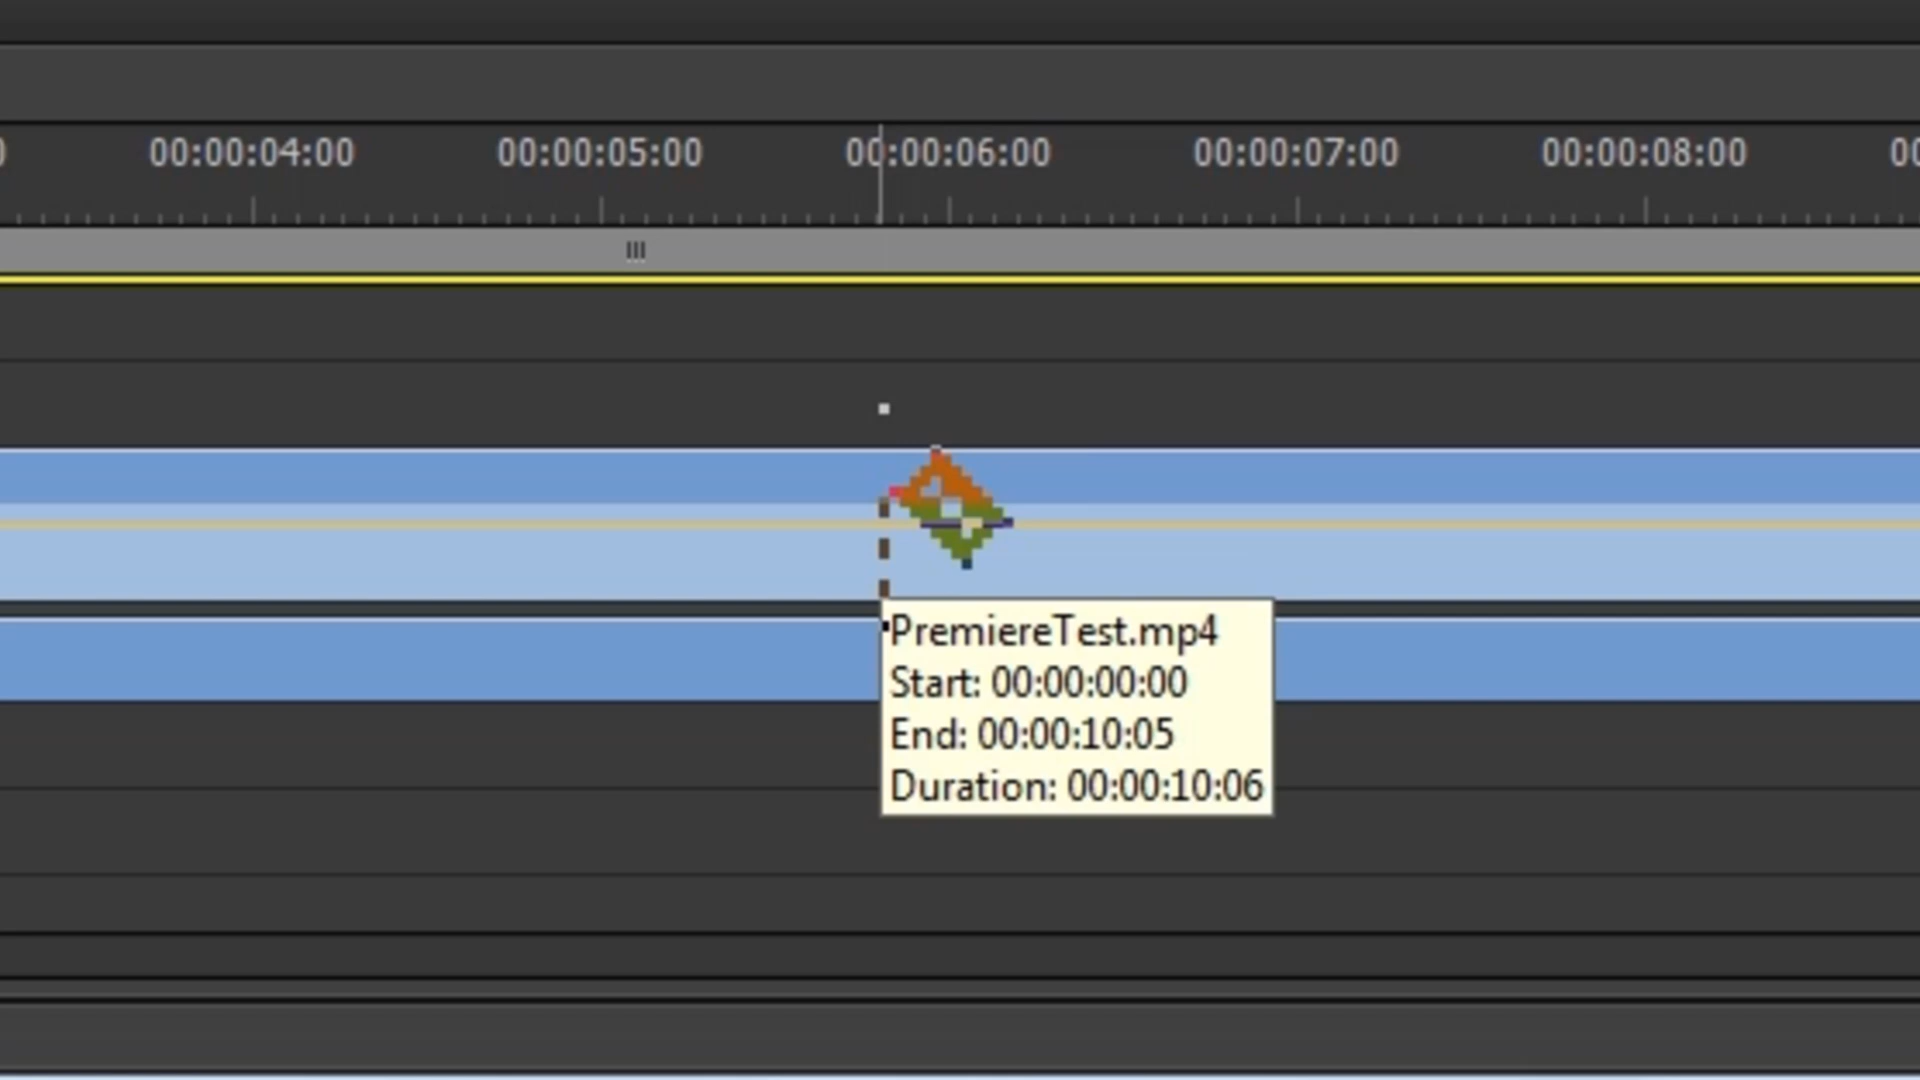 00:00:04:00 00:00:05:00 00:00:06:00 00:00:07:00 00:00:08:00
PremiereTest.mp4
Start: 00:00:00:00
End: 00:00:10:05
Duration: 00:00:10:06